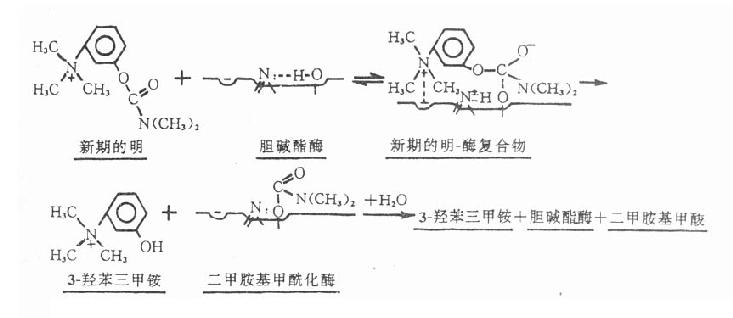 H₃C H₃C N⁺ CH₃ O C O N(CH₃)₂ + − N: H-O ⇌ H₃C H₃C N⁺ CH₃ O C O⁻ O N(CH₃)₂ N⁺-H →
新期的明 胆碱酯酶 新期的明-酶复合物
H₃C H₃C N⁺ CH₃ OH + − N: O C O N(CH₃)₂ +H₂O → 3-羟苯三甲铵+胆碱酯酶+二甲胺基甲酸
3-羟苯三甲铵 二甲胺基甲酰化酶